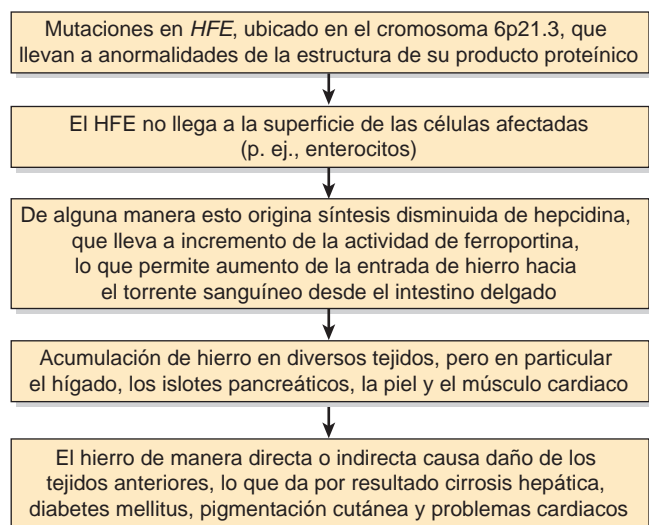 Mutaciones en HFE, ubicado en el cromosoma 6p21.3, que
llevan a anormalidades de la estructura de su producto proteínico
El HFE no llega a la superficie de las células afectadas
(p. ej., enterocitos)
De alguna manera esto origina síntesis disminuida de hepcidina,
que lleva a incremento de la actividad de ferroportina,
lo que permite aumento de la entrada de hierro hacia
el torrente sanguíneo desde el intestino delgado
Acumulación de hierro en diversos tejidos, pero en particular
el hígado, los islotes pancreáticos, la piel y el músculo cardiaco
El hierro de manera directa o indirecta causa daño de los
tejidos anteriores, lo que da por resultado cirrosis hepática,
diabetes mellitus, pigmentación cutánea y problemas cardiacos